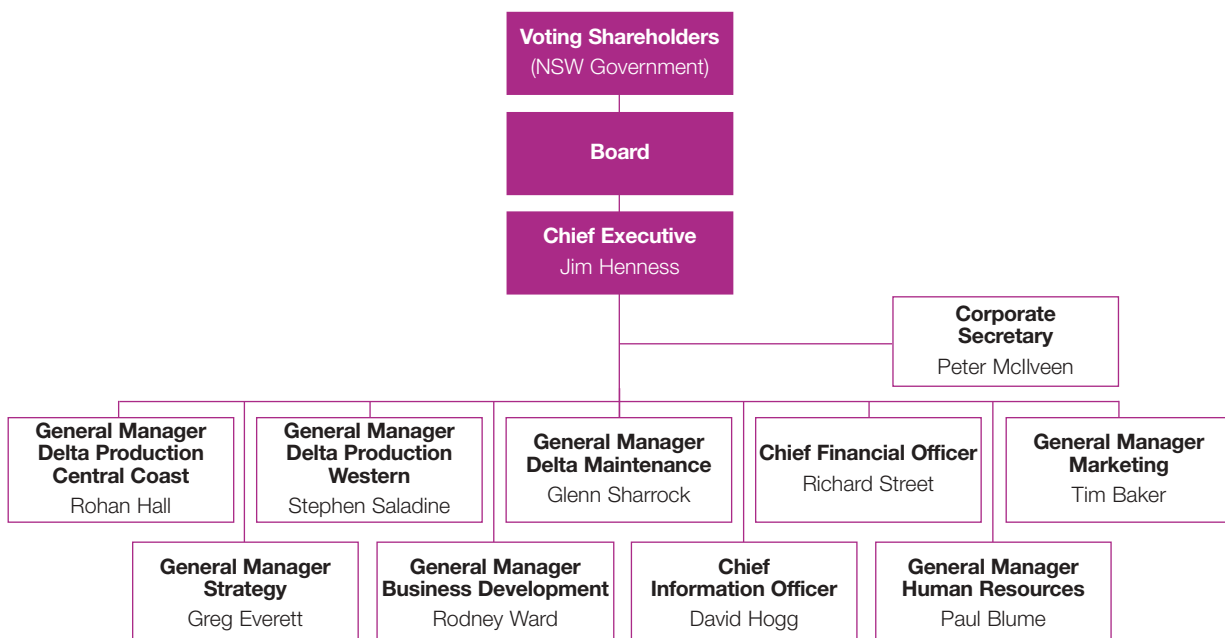 Voting Shareholders
(NSW Government)
Board
Chief Executive
Jim Henness
Corporate
Secretary
Peter McIlveen
General Manager
Delta Production
Central Coast
Rohan Hall
General Manager
Delta Production
Western
Stephen Saladine
General Manager
Delta Maintenance
Glenn Sharrock
Chief Financial Officer
Richard Street
General Manager
Marketing
Tim Baker
General Manager
Strategy
Greg Everett
General Manager
Business Development
Rodney Ward
Chief
Information Officer
David Hogg
General Manager
Human Resources
Paul Blume